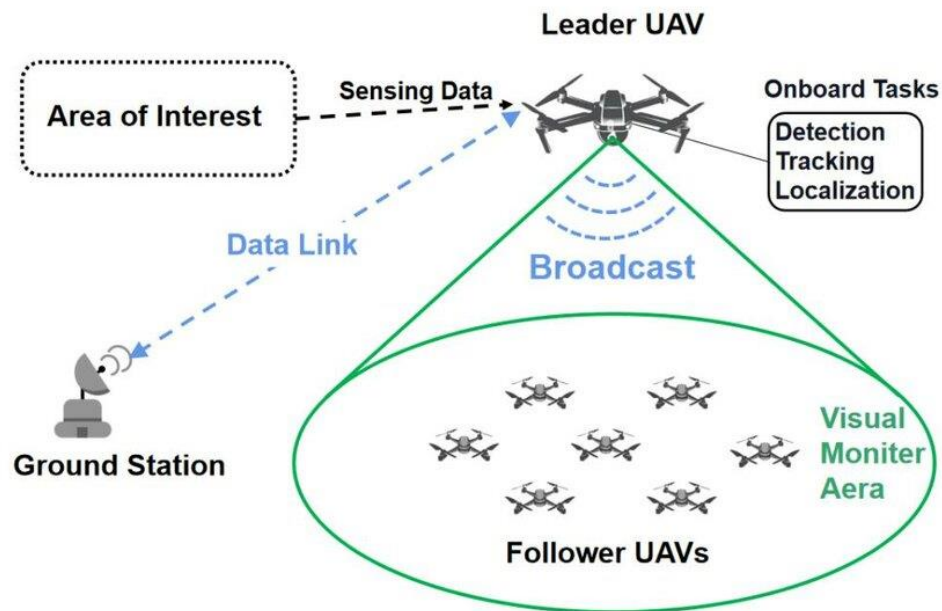 Leader UAV
Area of Interest
Sensing Data
Onboard Tasks
Detection
Tracking
Localization
Data Link
Broadcast
Ground Station
Visual
Moniter
Aera
Follower UAVs